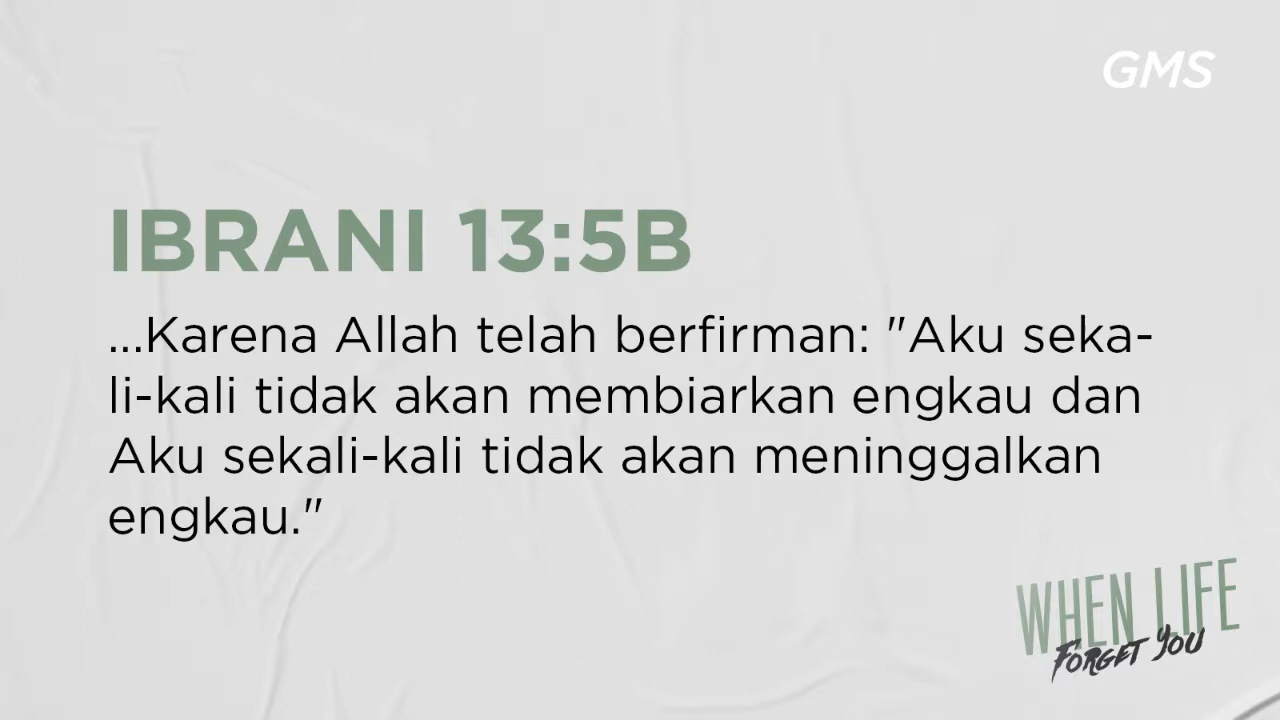 GMS
IBRANI 13:5B
...Karena Allah telah berfirman: "Aku seka-
li-kali tidak akan membiarkan engkau dan
Aku sekali-kali tidak akan meninggalkan
engkau."
WHEN LIFE
FORGET YOU